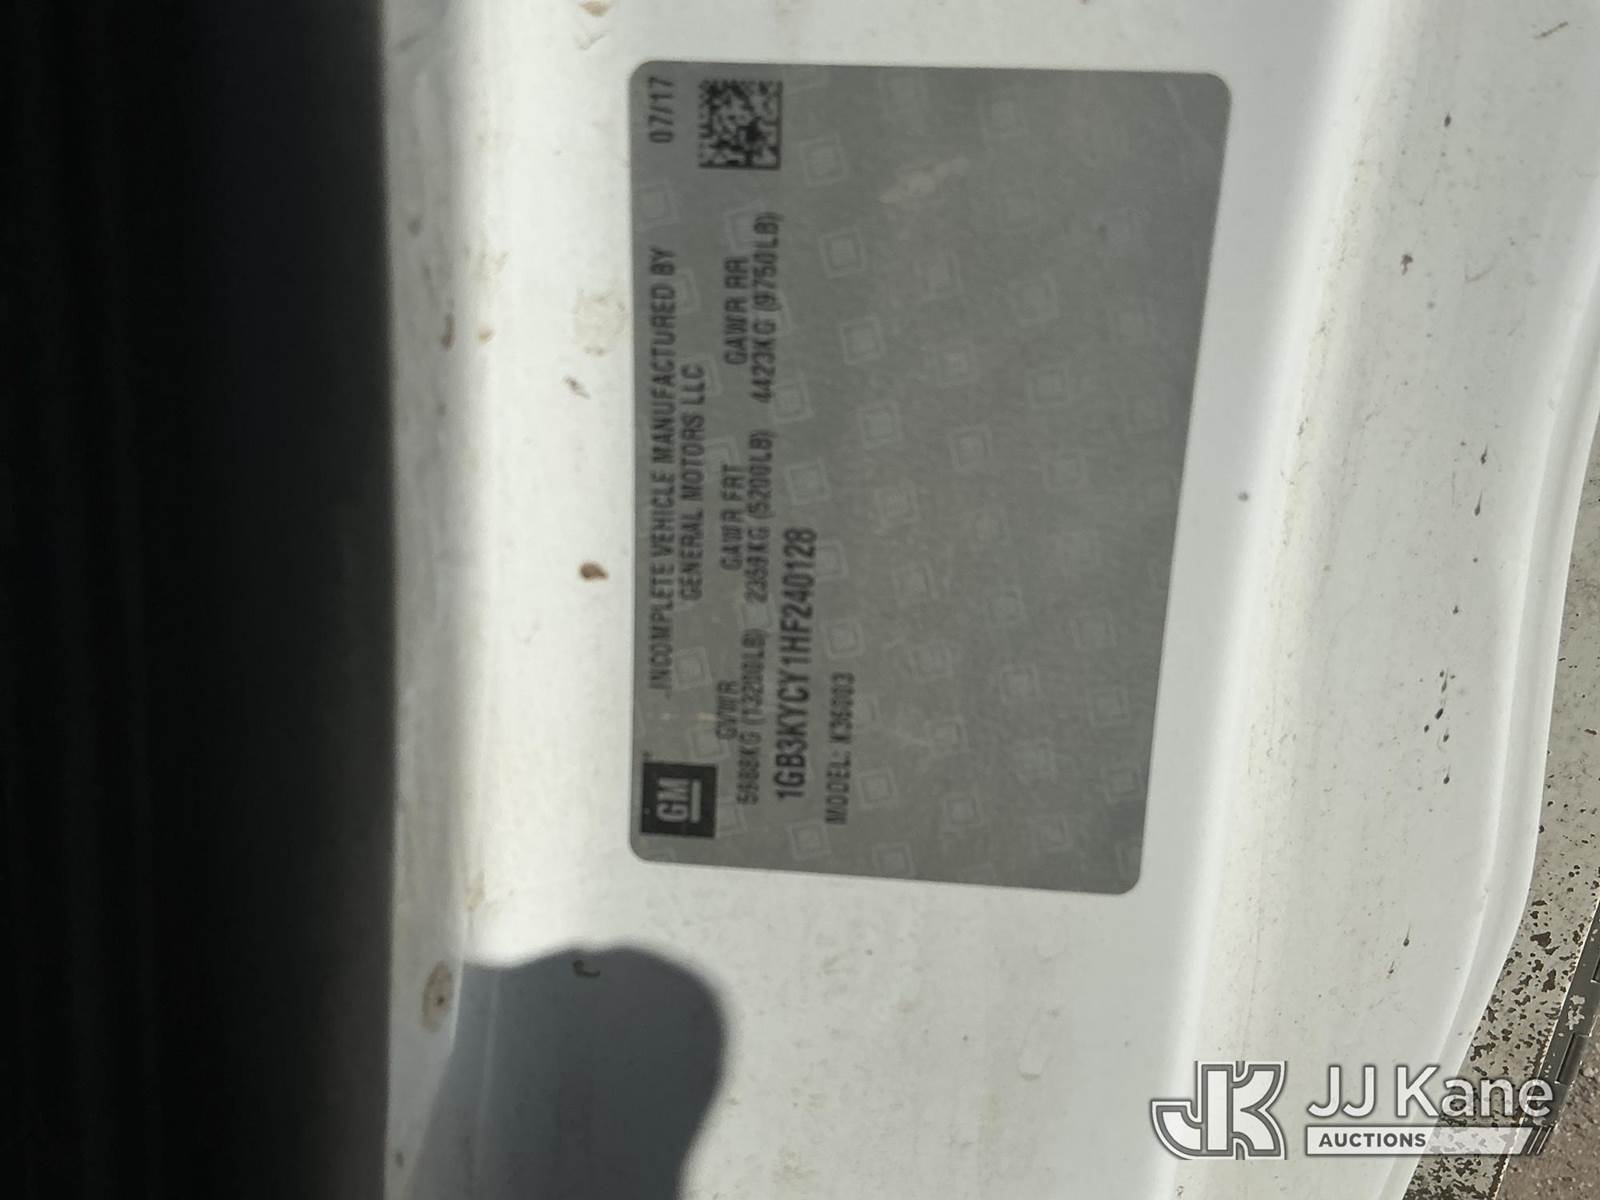 GM
INCOMPLETE VEHICLE MANUFACTURED BY 07/17
GENERAL MOTORS LLC
GVWR GAWR FRT GAWR RR
5988KG (13200LB) 2359KG (5200LB) 4423KG (9750LB)
1GB3KYCY1HF240128
MODEL: K36003
JK JJ Kane
AUCTIONS